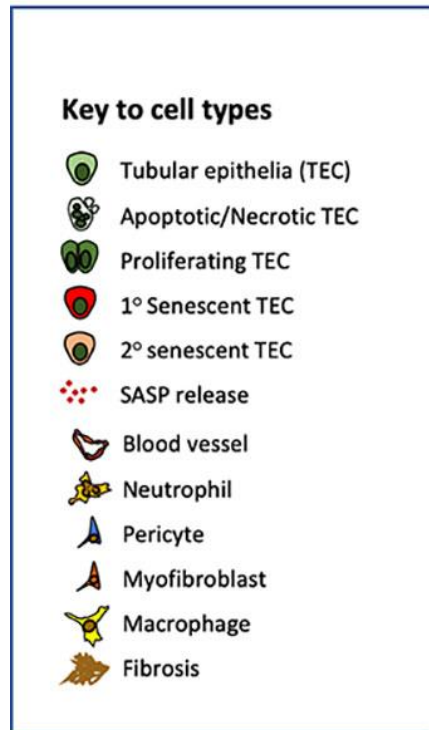 Key to cell types
Tubular epithelia (TEC)
Apoptotic/Necrotic TEC
Proliferating TEC
1° Senescent TEC
2° senescent TEC
SASP release
Blood vessel
Neutrophil
Pericyte
Myofibroblast
Macrophage
Fibrosis